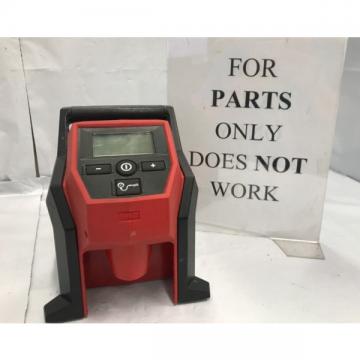 FOR
PARTS
ONLY
DOES NOT
WORK
- +